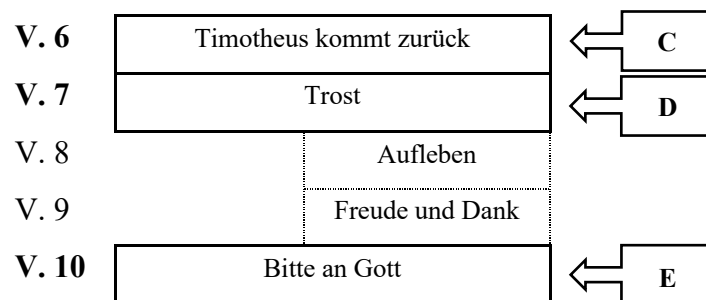 V. 6 Timotheus kommt zurück C
V. 7 Trost D
V. 8 Aufleben
V. 9 Freude und Dank
V. 10 Bitte an Gott E